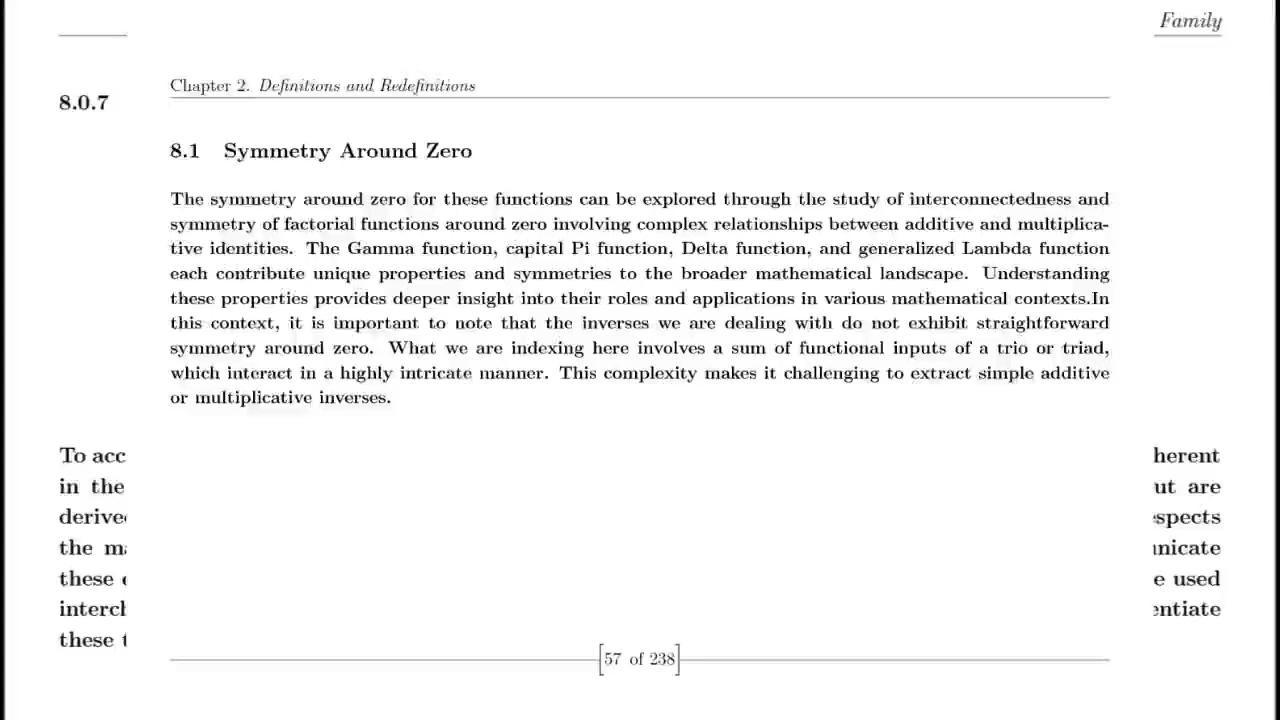 Family
Chapter 2. Definitions and Redefinitions
8.0.7
8.1 Symmetry Around Zero
The symmetry around zero for these functions can be explored through the study of interconnectedness and
symmetry of factorial functions around zero involving complex relationships between additive and multiplica-
tive identities. The Gamma function, capital Pi function, Delta function, and generalized Lambda function
each contribute unique properties and symmetries to the broader mathematical landscape. Understanding
these properties provides deeper insight into their roles and applications in various mathematical contexts.In
this context, it is important to note that the inverses we are dealing with do not exhibit straightforward
symmetry around zero. What we are indexing here involves a sum of functional inputs of a trio or triad,
which interact in a highly intricate manner. This complexity makes it challenging to extract simple additive
or multiplicative inverses.
To acc herent
in the ut are
derive spects
the m nicate
these e used
interch entiate
these t
57 of 238